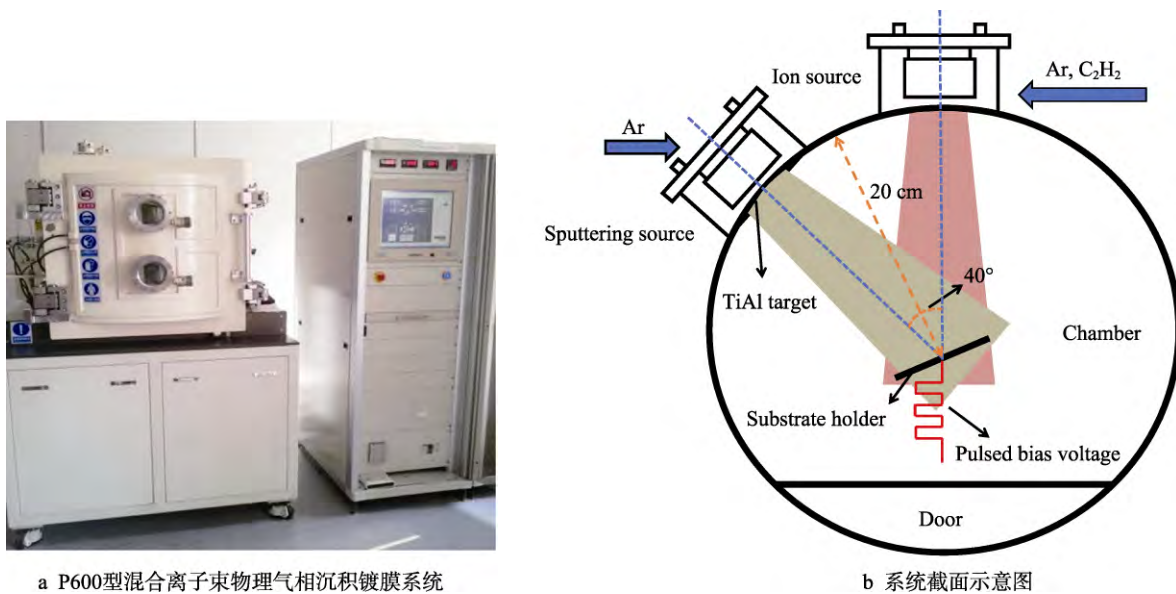 Ion source
Ar, C₂H₂
Ar
20 cm
Sputtering source
40°
TiAl target
Chamber
Substrate holder
Pulsed bias voltage
Door
a P600型混合离子束物理气相沉积镀膜系统
b 系统截面示意图